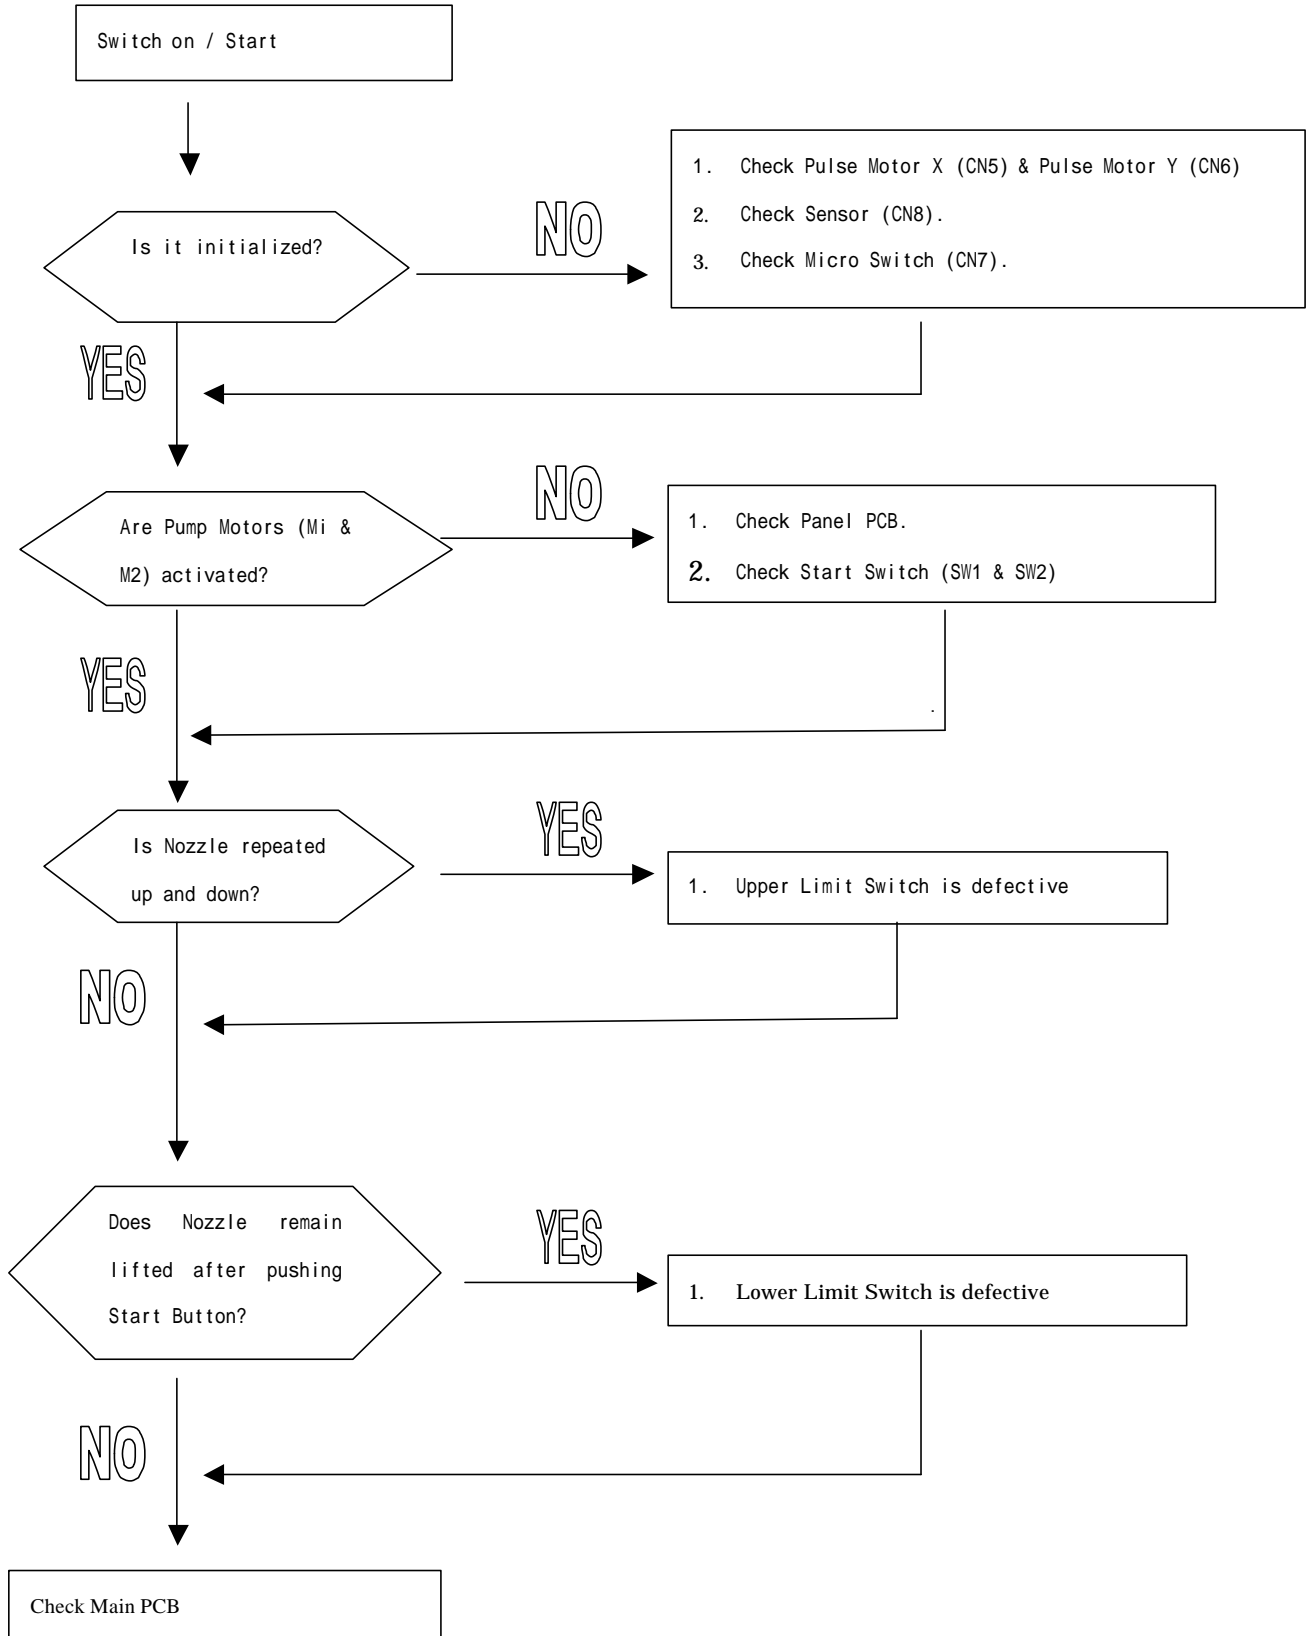 Switch on / Start
Is it initialized?
NO
1. Check Pulse Motor X (CN5) & Pulse Motor Y (CN6)
2. Check Sensor (CN8).
3. Check Micro Switch (CN7).
YES
Are Pump Motors (Mi &
M2) activated?
NO
1. Check Panel PCB.
2. Check Start Switch (SW1 & SW2)
YES
.
Is Nozzle repeated
up and down?
YES
1. Upper Limit Switch is defective
NO
Does Nozzle remain
lifted after pushing
Start Button?
YES
1. Lower Limit Switch is defective
NO
Check Main PCB